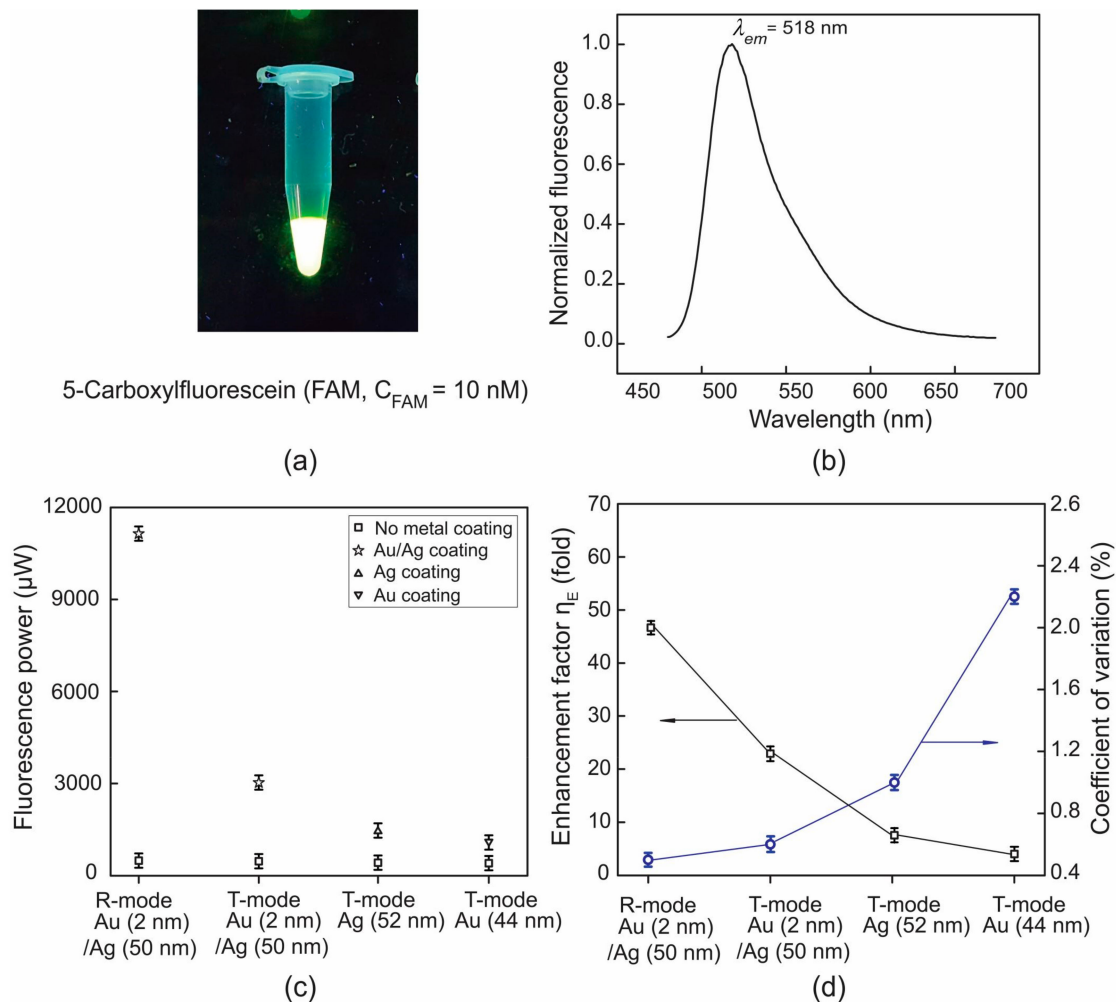 5-Carboxylfluorescein (FAM, C_FAM = 10 nM)
(a)
λ_em = 518 nm
Normalized fluorescence
1.0
0.8
0.6
0.4
0.2
0.0
450 500 550 600 650 700
Wavelength (nm)
(b)
Fluorescence power (μW)
12000
9000
6000
3000
0
No metal coating
Au/Ag coating
Ag coating
Au coating
R-mode
Au (2 nm)
/Ag (50 nm)
T-mode
Au (2 nm)
/Ag (50 nm)
T-mode
Ag (52 nm)
T-mode
Au (44 nm)
(c)
Enhancement factor η_E (fold)
70
60
50
40
30
20
10
0
Coefficient of variation (%)
2.6
2.4
2.0
1.6
1.2
0.8
0.4
R-mode
Au (2 nm)
/Ag (50 nm)
T-mode
Au (2 nm)
/Ag (50 nm)
T-mode
Ag (52 nm)
T-mode
Au (44 nm)
(d)